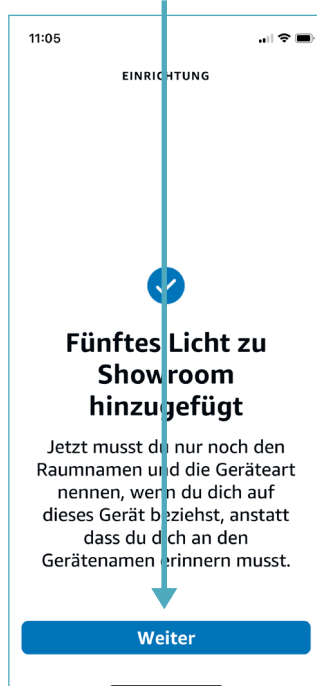 11:05
EINRICHTUNG
Fünftes Licht zu
Showroom
hinzugefügt
Jetzt musst du nur noch den
Raumnamen und die Geräteart
nennen, wenn du dich auf
dieses Gerät beziehst, anstatt
dass du dich an den
Gerätenamen erinnern musst.
Weiter